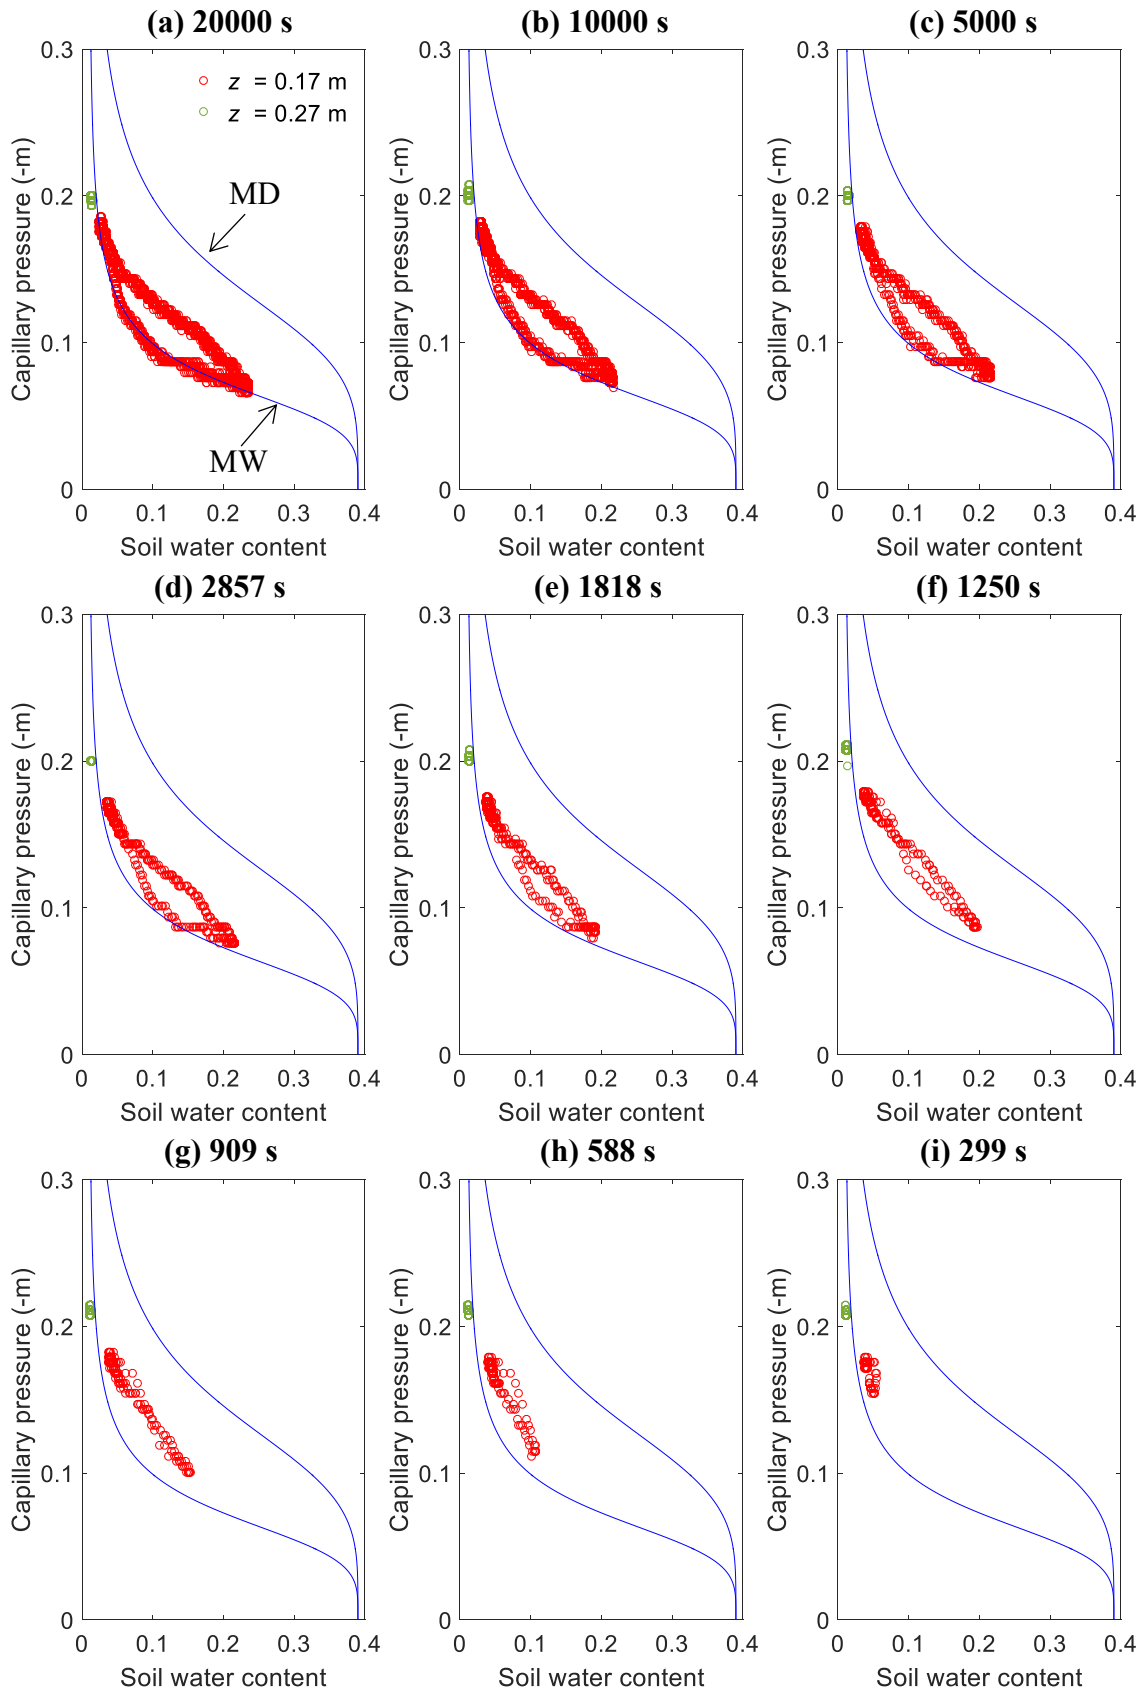 (a) 20000 s
(b) 10000 s
(c) 5000 s
0.3
0.2
0.1
0
Capillary pressure (-m)
z = 0.17 m
z = 0.27 m
MD
MW
0 0.1 0.2 0.3 0.4
Soil water content
0.3
0.2
0.1
0
Capillary pressure (-m)
0 0.1 0.2 0.3 0.4
Soil water content
0.3
0.2
0.1
0
Capillary pressure (-m)
0 0.1 0.2 0.3 0.4
Soil water content
(d) 2857 s
(e) 1818 s
(f) 1250 s
0.3
0.2
0.1
0
Capillary pressure (-m)
0 0.1 0.2 0.3 0.4
Soil water content
0.3
0.2
0.1
0
Capillary pressure (-m)
0 0.1 0.2 0.3 0.4
Soil water content
0.3
0.2
0.1
0
Capillary pressure (-m)
0 0.1 0.2 0.3 0.4
Soil water content
(g) 909 s
(h) 588 s
(i) 299 s
0.3
0.2
0.1
0
Capillary pressure (-m)
0 0.1 0.2 0.3 0.4
Soil water content
0.3
0.2
0.1
0
Capillary pressure (-m)
0 0.1 0.2 0.3 0.4
Soil water content
0.3
0.2
0.1
0
Capillary pressure (-m)
0 0.1 0.2 0.3 0.4
Soil water content